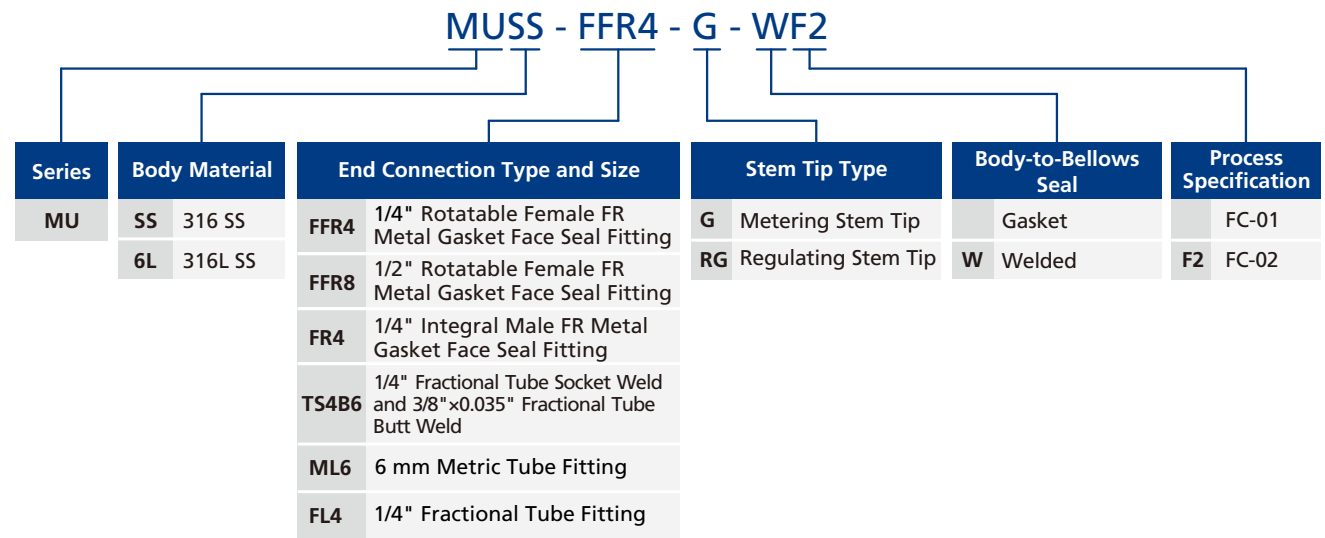 MUSS - FFR4 - G - WF2
Series
MU
Body Material
SS 316 SS
6L 316L SS
End Connection Type and Size
FFR4 1/4" Rotatable Female FR
Metal Gasket Face Seal Fitting
FFR8 1/2" Rotatable Female FR
Metal Gasket Face Seal Fitting
FR4 1/4" Integral Male FR Metal
Gasket Face Seal Fitting
TS4B6 1/4" Fractional Tube Socket Weld
and 3/8"×0.035" Fractional Tube
Butt Weld
ML6 6 mm Metric Tube Fitting
FL4 1/4" Fractional Tube Fitting
Stem Tip Type
G Metering Stem Tip
RG Regulating Stem Tip
Body-to-Bellows
Seal
Gasket
W Welded
Process
Specification
FC-01
F2 FC-02